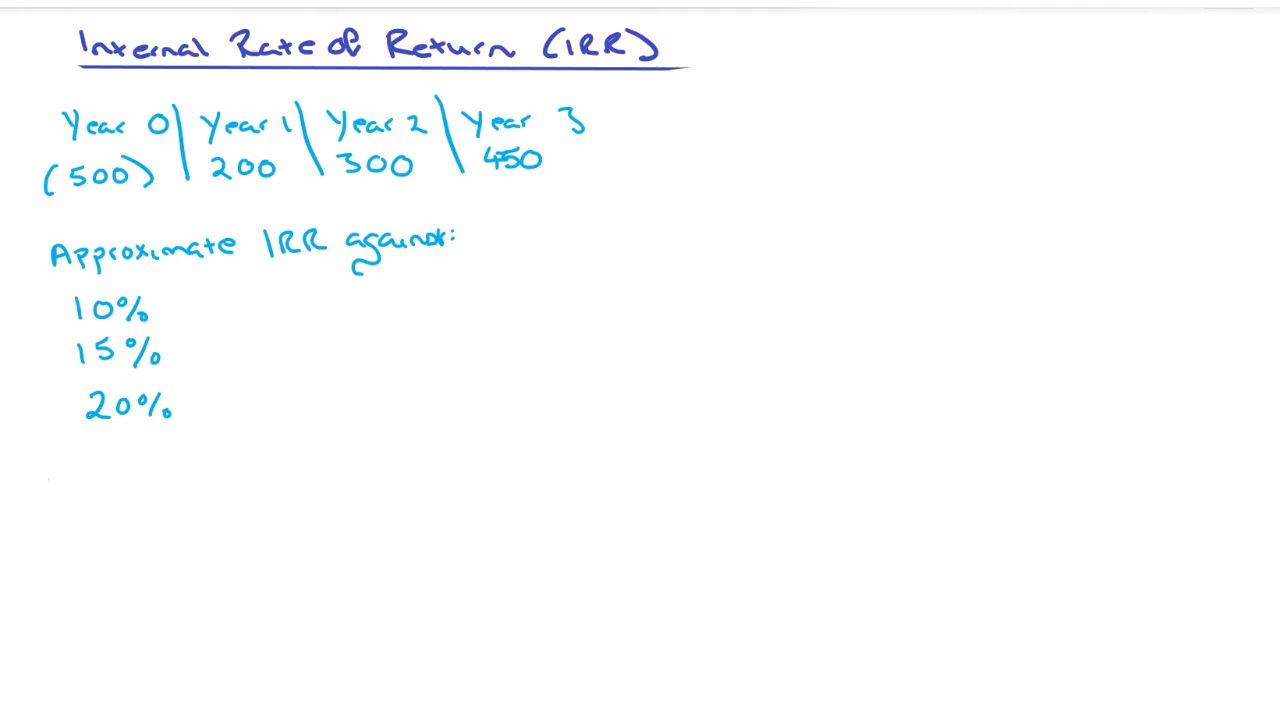 Internal Rate of Return (IRR)
Year 0 | Year 1 | Year 2 | Year 3
(500) | 200 | 300 | 450
Approximate IRR against:
10%
15%
20%